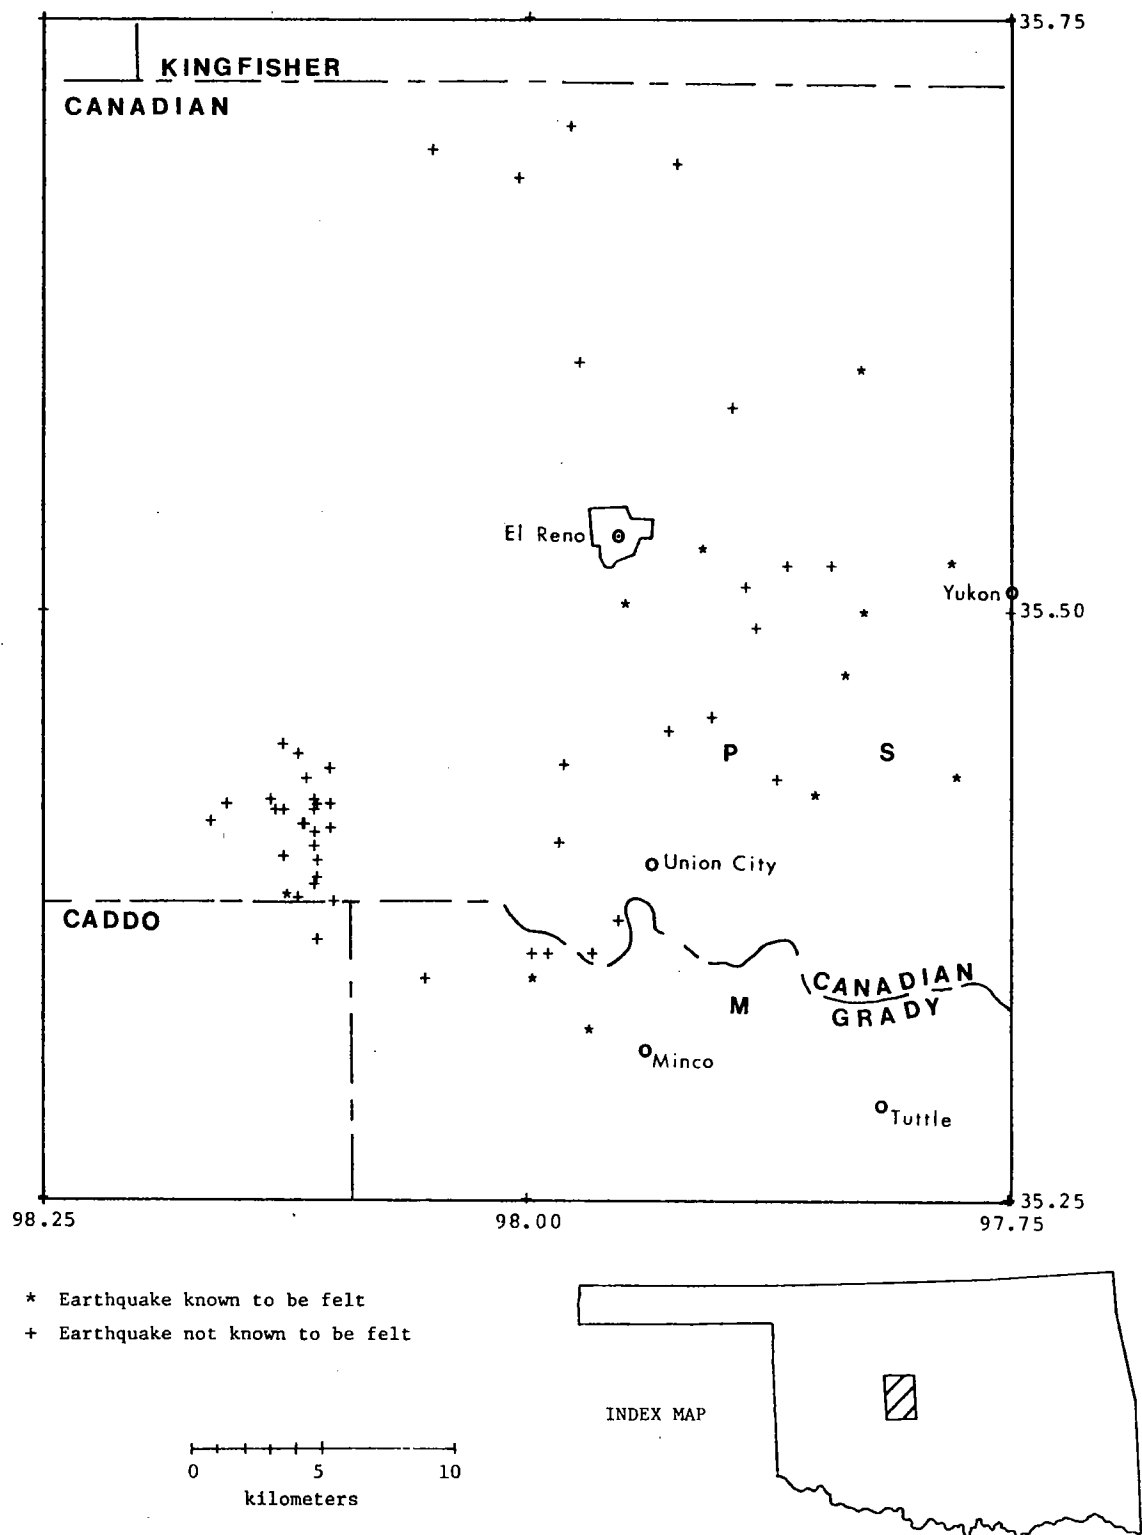 35.75
KINGFISHER
CANADIAN
El Reno
Yukon
35.50
P
S
Union City
CADDO
CANADIAN
M
GRADY
Minco
Tuttle
35.25
98.25
98.00
97.75
* Earthquake known to be felt
+ Earthquake not known to be felt
INDEX MAP
0 5 10
kilometers